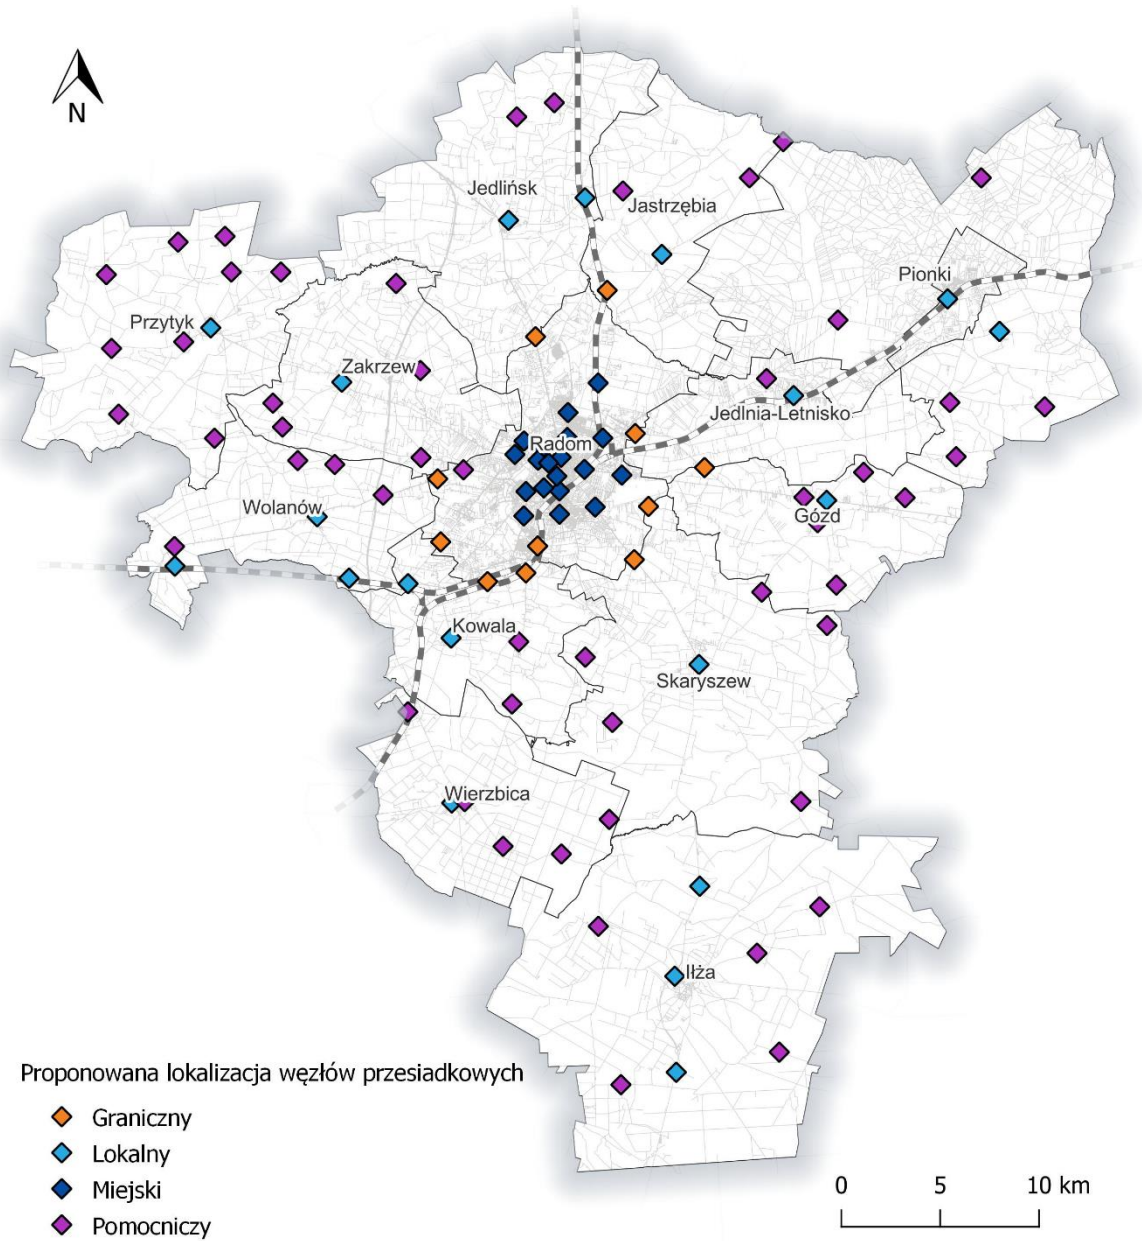 N
Jedlińsk
Jastrzębia
Pionki
Przytyk
Zakrzew
Jedlnia-Letnisko
Radom
Wolanów
Gózd
Kowala
Skaryszew
Wierzbica
Iłża
Proponowana lokalizacja węzłów przesiadkowych
Graniczny
Lokalny
Miejski
Pomocniczy
0 5 10 km